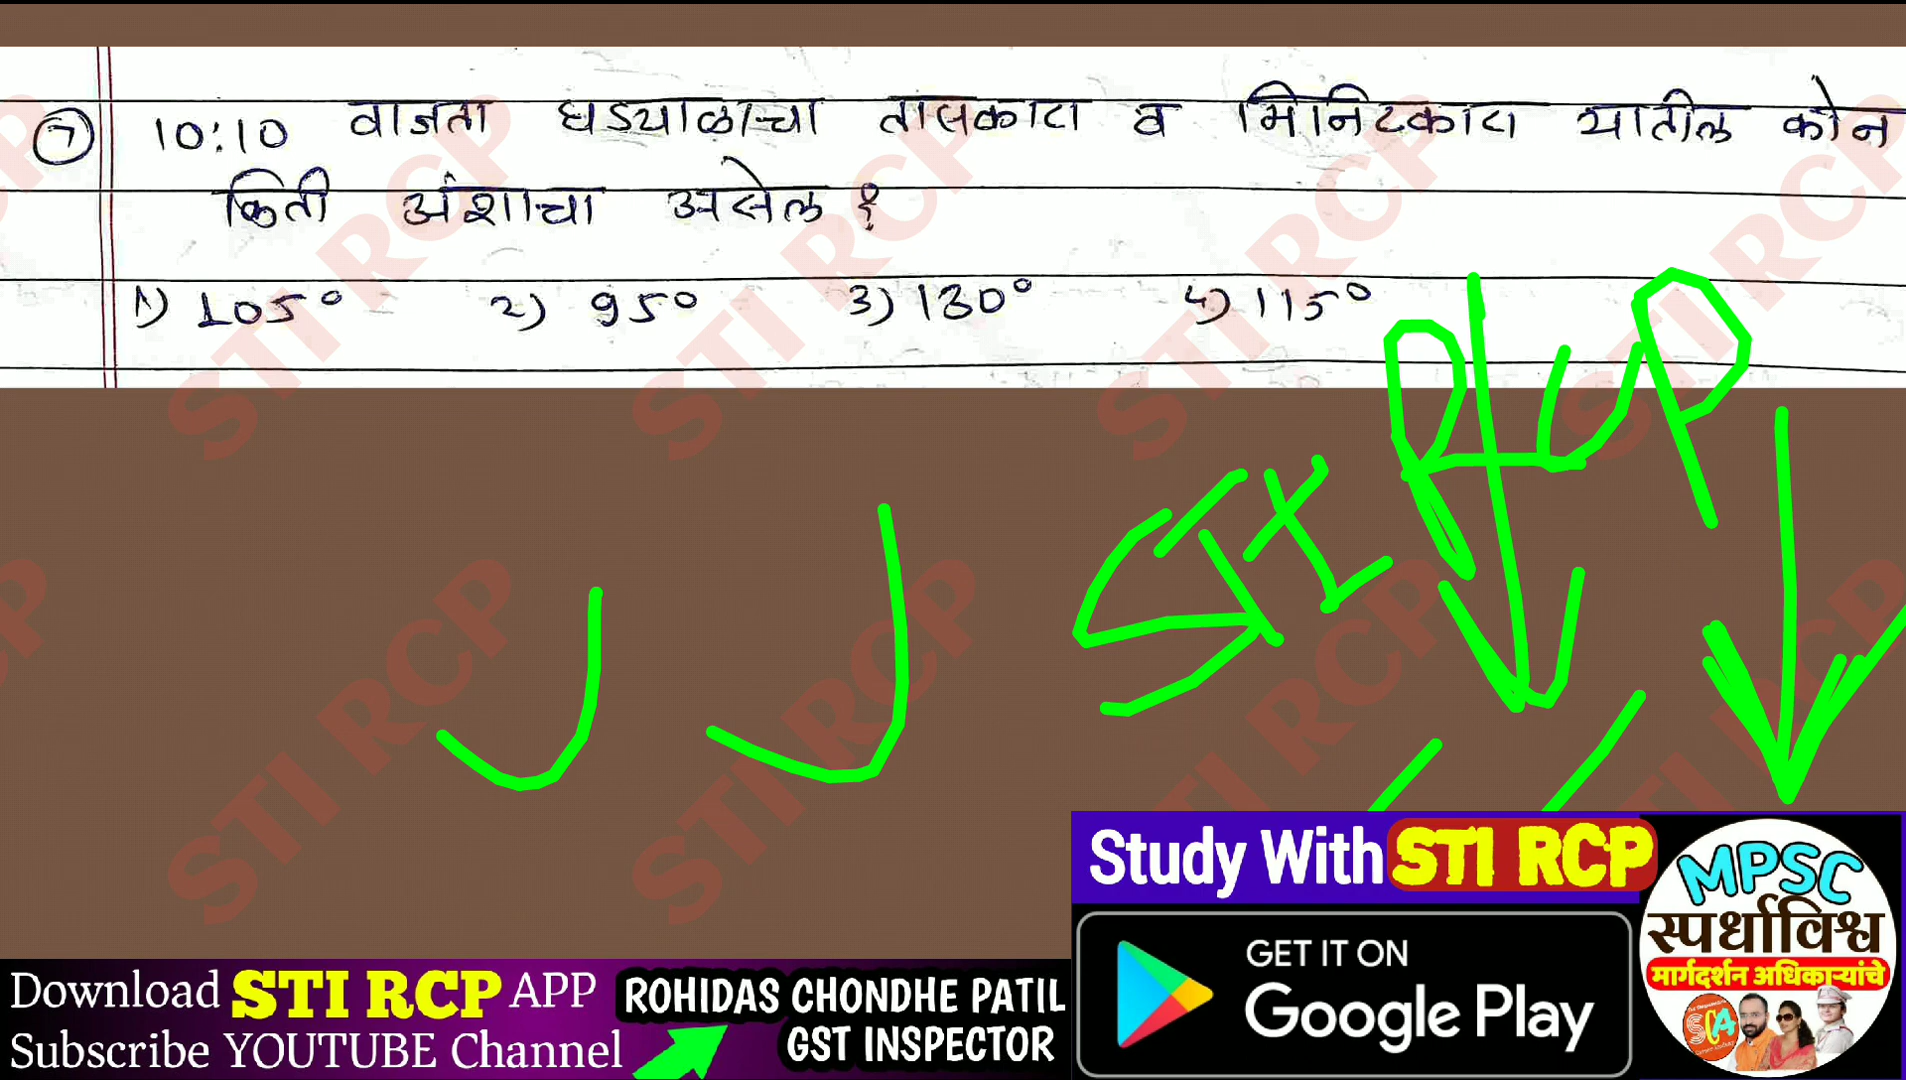 7 10:10 वाजता घड्याळाचा तासकाटा व मिनिटकाटा यातील कोन
किती अंशाचा असेल ?
1) 105° 2) 95° 3) 130° 4) 115°
STI RCP
Study With STI RCP
GET IT ON
Google Play
MPSC
स्पर्धाविश्व
मार्गदर्शन अधिकाऱ्यांचे
SCA
Download STI RCP APP
Subscribe YOUTUBE Channel
ROHIDAS CHONDHE PATIL
GST INSPECTOR